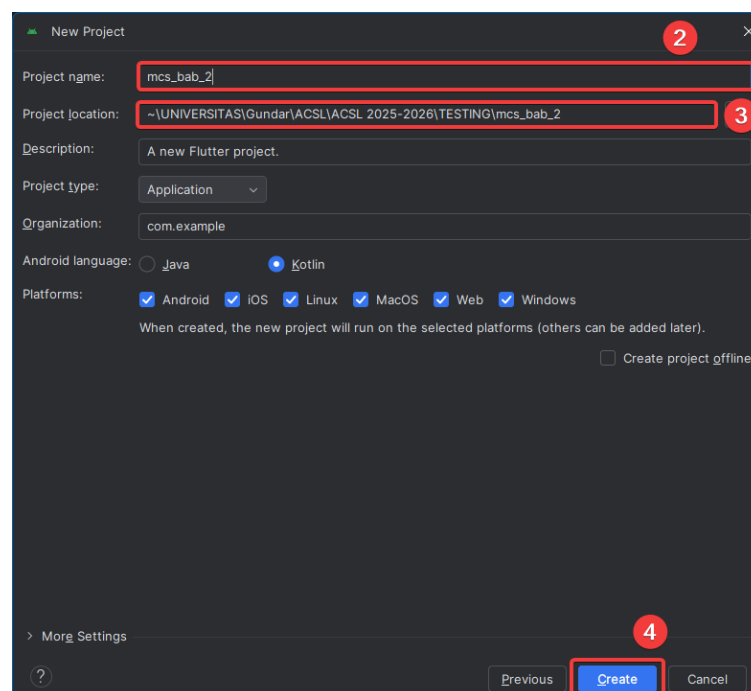 New Project
2
Project name: mcs_bab_2
Project location: ~\UNIVERSITAS\Gundar\ACSL\ACSL 2025-2026\TESTING\mcs_bab_2
3
Description: A new Flutter project.
Project type: Application
Organization: com.example
Android language: Java Kotlin
Platforms: Android iOS Linux MacOS Web Windows
When created, the new project will run on the selected platforms (others can be added later).
Create project offline
More Settings
4
? Previous Create Cancel